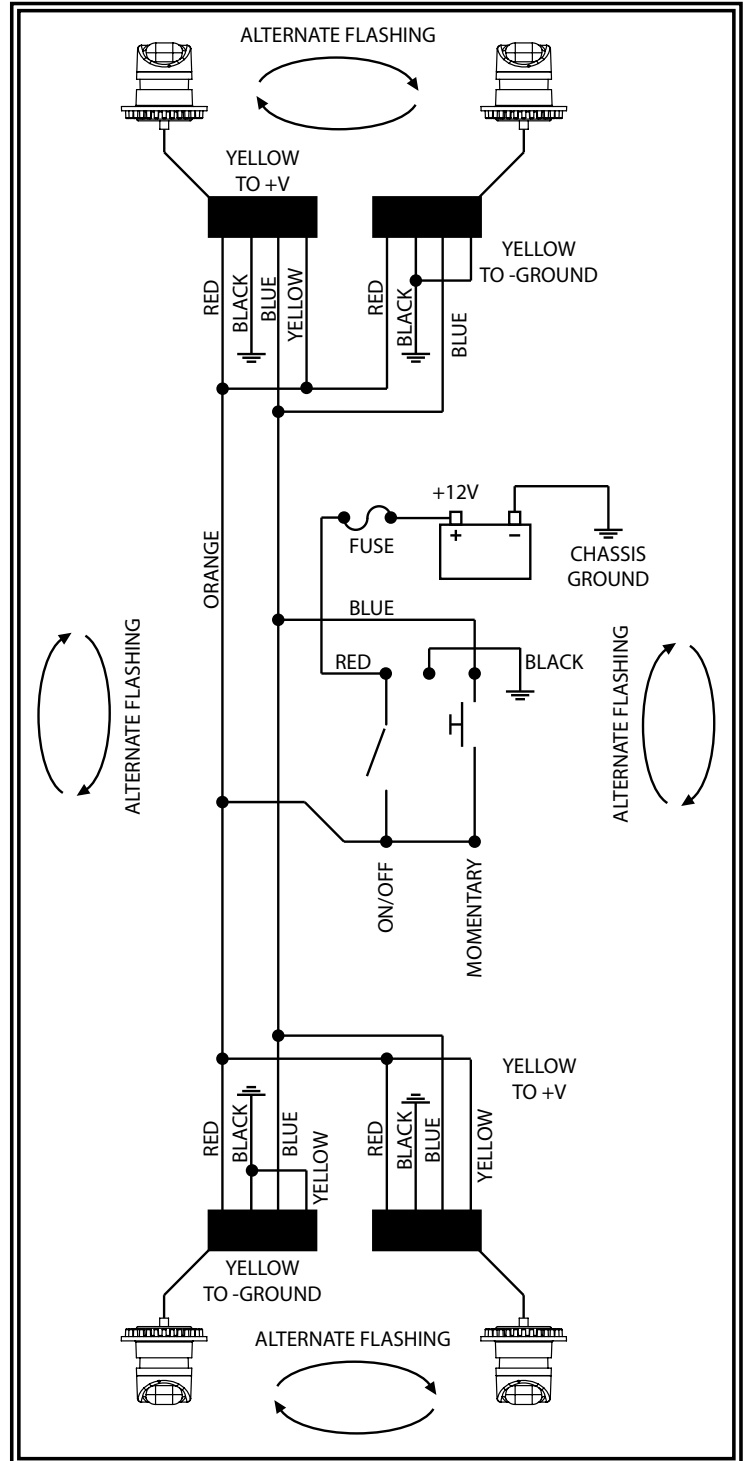 ALTERNATE FLASHING
YELLOW
TO +V
YELLOW
TO -GROUND
RED
BLACK
BLUE
YELLOW
RED
BLACK
BLUE
+12V
+
−
FUSE
CHASSIS
GROUND
ORANGE
BLUE
RED
BLACK
ALTERNATE FLASHING
ALTERNATE FLASHING
ON/OFF
MOMENTARY
YELLOW
TO +V
RED
BLACK
BLUE
YELLOW
RED
BLACK
BLUE
YELLOW
YELLOW
TO -GROUND
ALTERNATE FLASHING